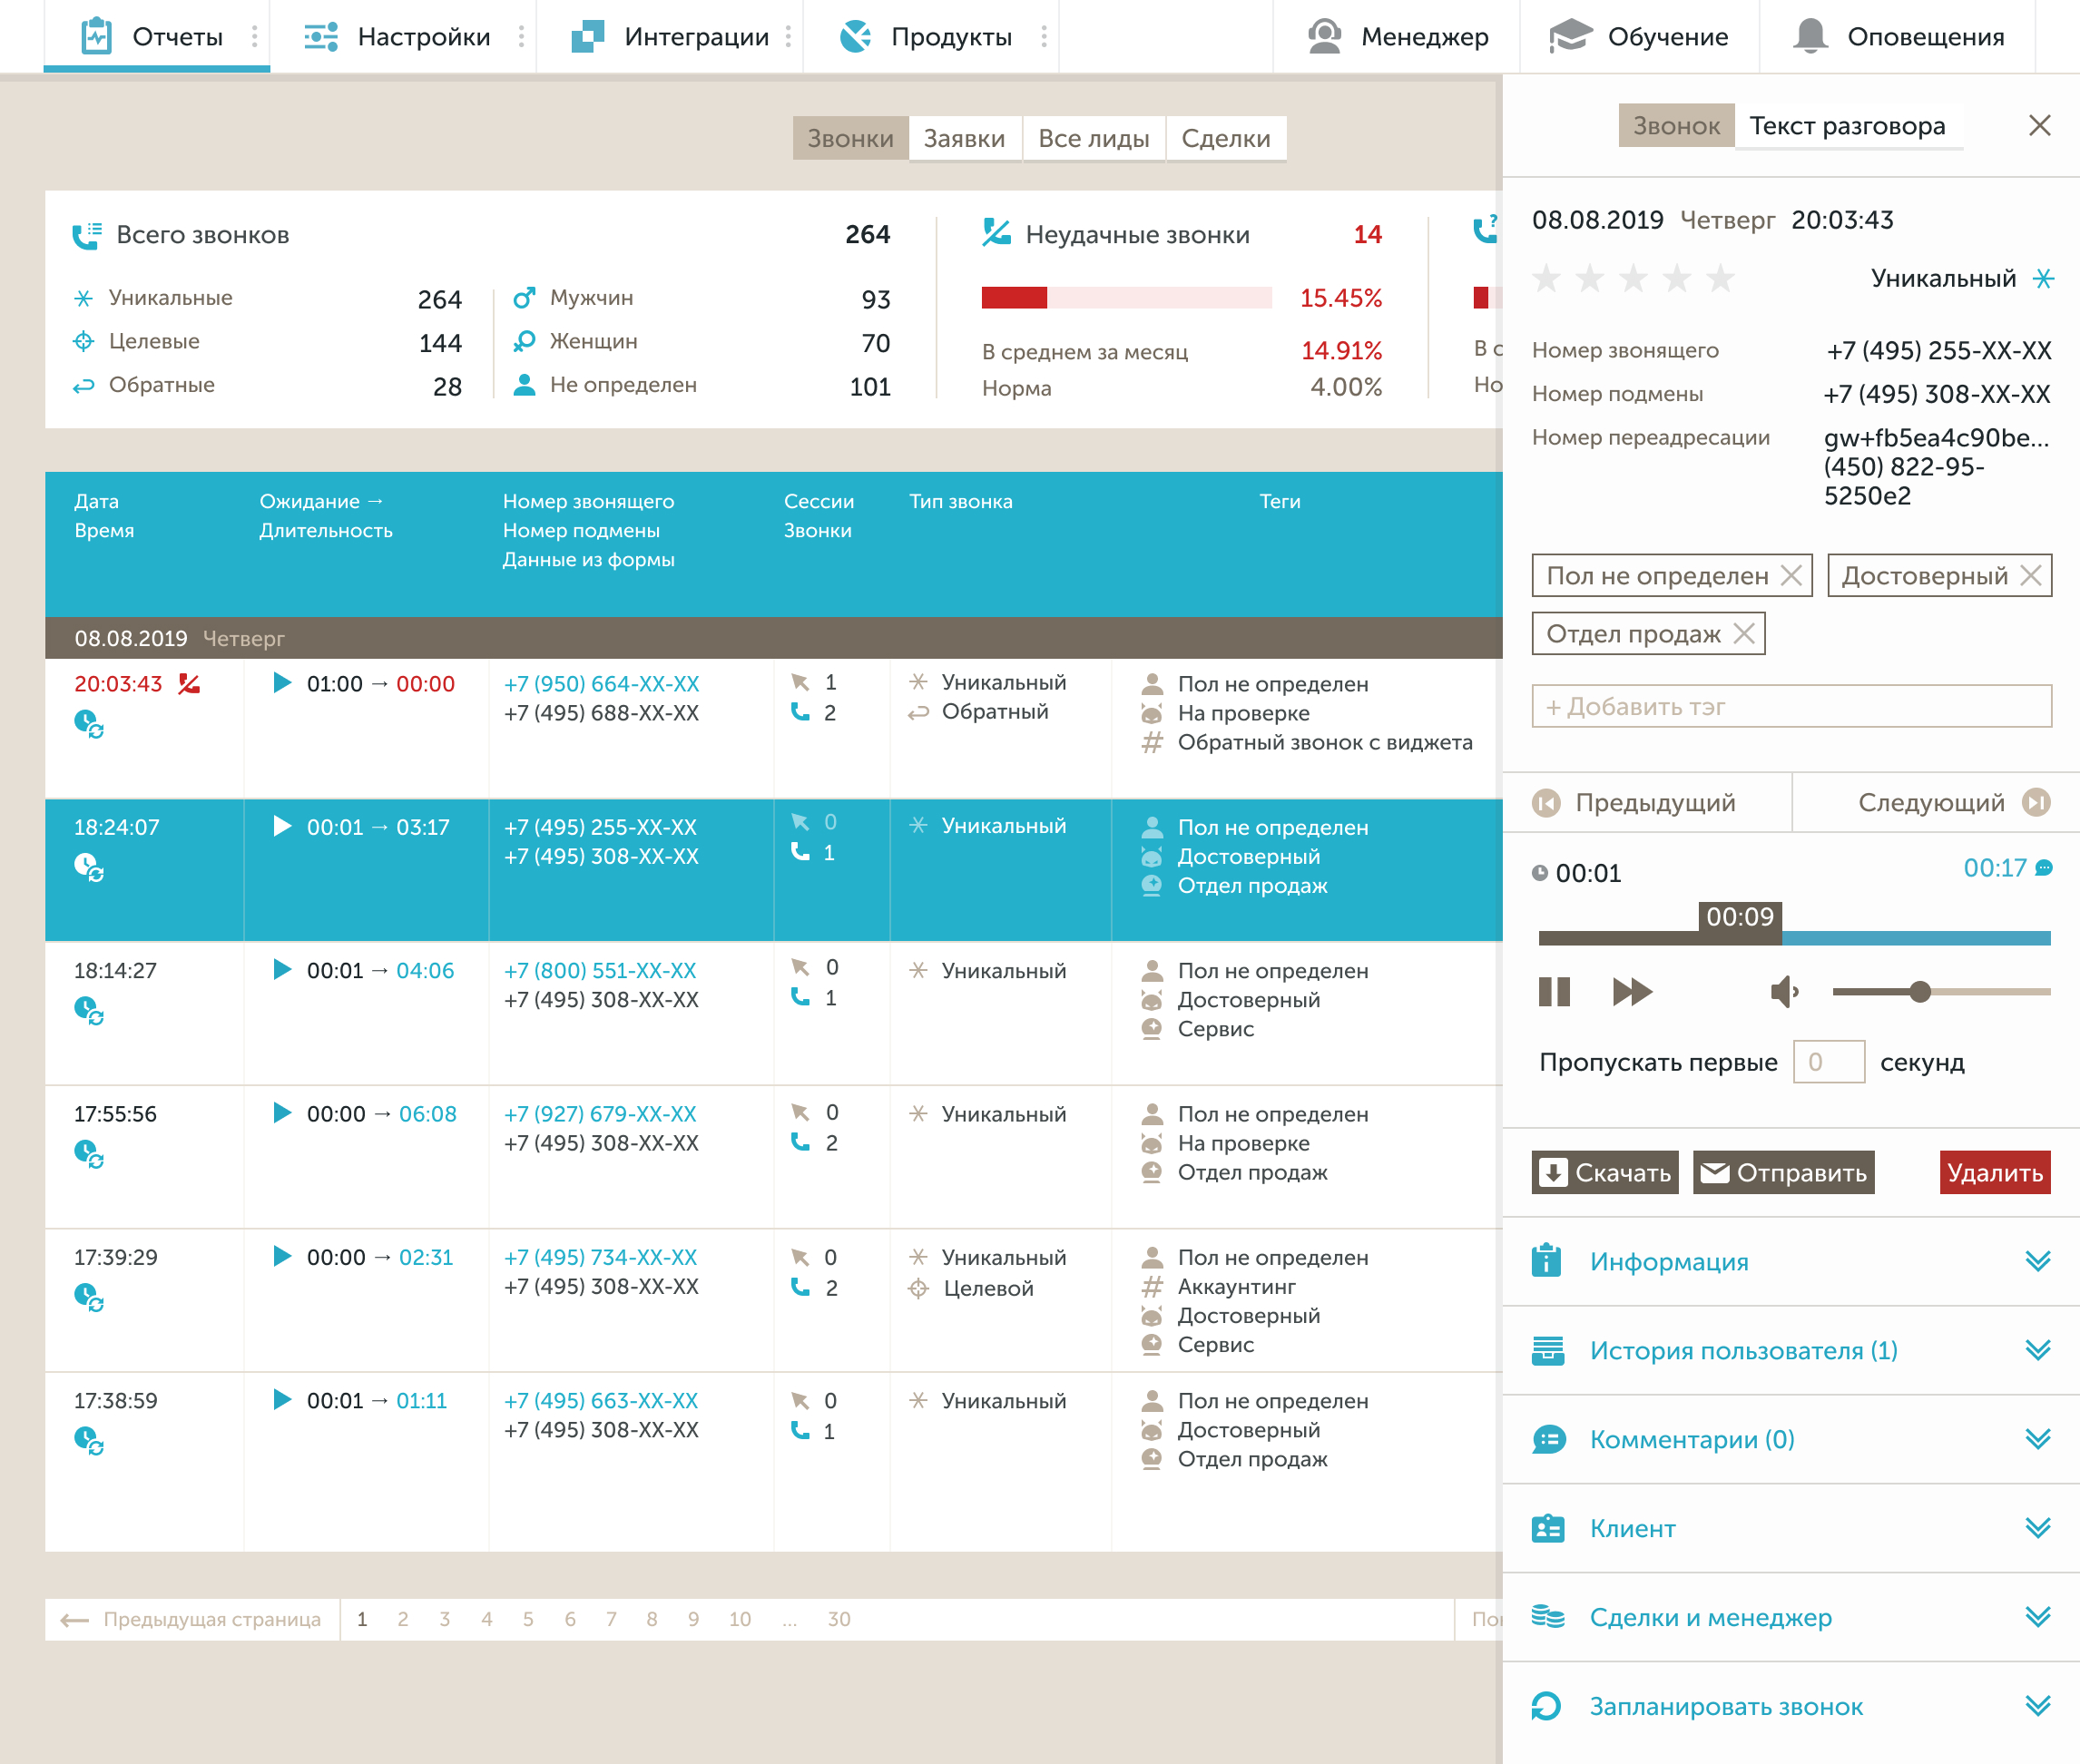 Отчеты
Настройки
Интеграции
Продукты
Менеджер
Обучение
Оповещения
Звонки Заявки Все лиды Сделки
Всего звонков 264
Уникальные 264
Целевые 144
Обратные 28
Мужчин 93
Женщин 70
Не определен 101
Неудачные звонки 14
15.45%
В среднем за месяц 14.91%
Норма 4.00%
?
В с
Но
Дата
Время
Ожидание →
Длительность
Номер звонящего
Номер подмены
Данные из формы
Сессии
Звонки
Тип звонка
Теги
08.08.2019 Четверг
20:03:43
01:00 → 00:00
+7 (950) 664-XX-XX
+7 (495) 688-XX-XX
1
2
Уникальный
Обратный
Пол не определен
На проверке
# Обратный звонок с виджета
18:24:07
00:01 → 03:17
+7 (495) 255-XX-XX
+7 (495) 308-XX-XX
0
1
Уникальный
Пол не определен
Достоверный
Отдел продаж
18:14:27
00:01 → 04:06
+7 (800) 551-XX-XX
+7 (495) 308-XX-XX
0
1
Уникальный
Пол не определен
Достоверный
Сервис
17:55:56
00:00 → 06:08
+7 (927) 679-XX-XX
+7 (495) 308-XX-XX
0
2
Уникальный
Пол не определен
На проверке
Отдел продаж
17:39:29
00:00 → 02:31
+7 (495) 734-XX-XX
+7 (495) 308-XX-XX
0
2
Уникальный
Целевой
Пол не определен
# Аккаунтинг
Достоверный
Сервис
17:38:59
00:01 → 01:11
+7 (495) 663-XX-XX
+7 (495) 308-XX-XX
0
1
Уникальный
Пол не определен
Достоверный
Отдел продаж
Предыдущая страница 1 2 3 4 5 6 7 8 9 10 ... 30
Звонок Текст разговора
08.08.2019 Четверг 20:03:43
Уникальный
Номер звонящего +7 (495) 255-XX-XX
Номер подмены +7 (495) 308-XX-XX
Номер переадресации gw+fb5ea4c90be...
(450) 822-95-
5250e2
Пол не определен Достоверный
Отдел продаж
+ Добавить тэг
Предыдущий Следующий
00:01 00:17
00:09
Пропускать первые 0 секунд
Скачать Отправить Удалить
Информация
История пользователя (1)
Комментарии (0)
Клиент
Сделки и менеджер
Запланировать звонок